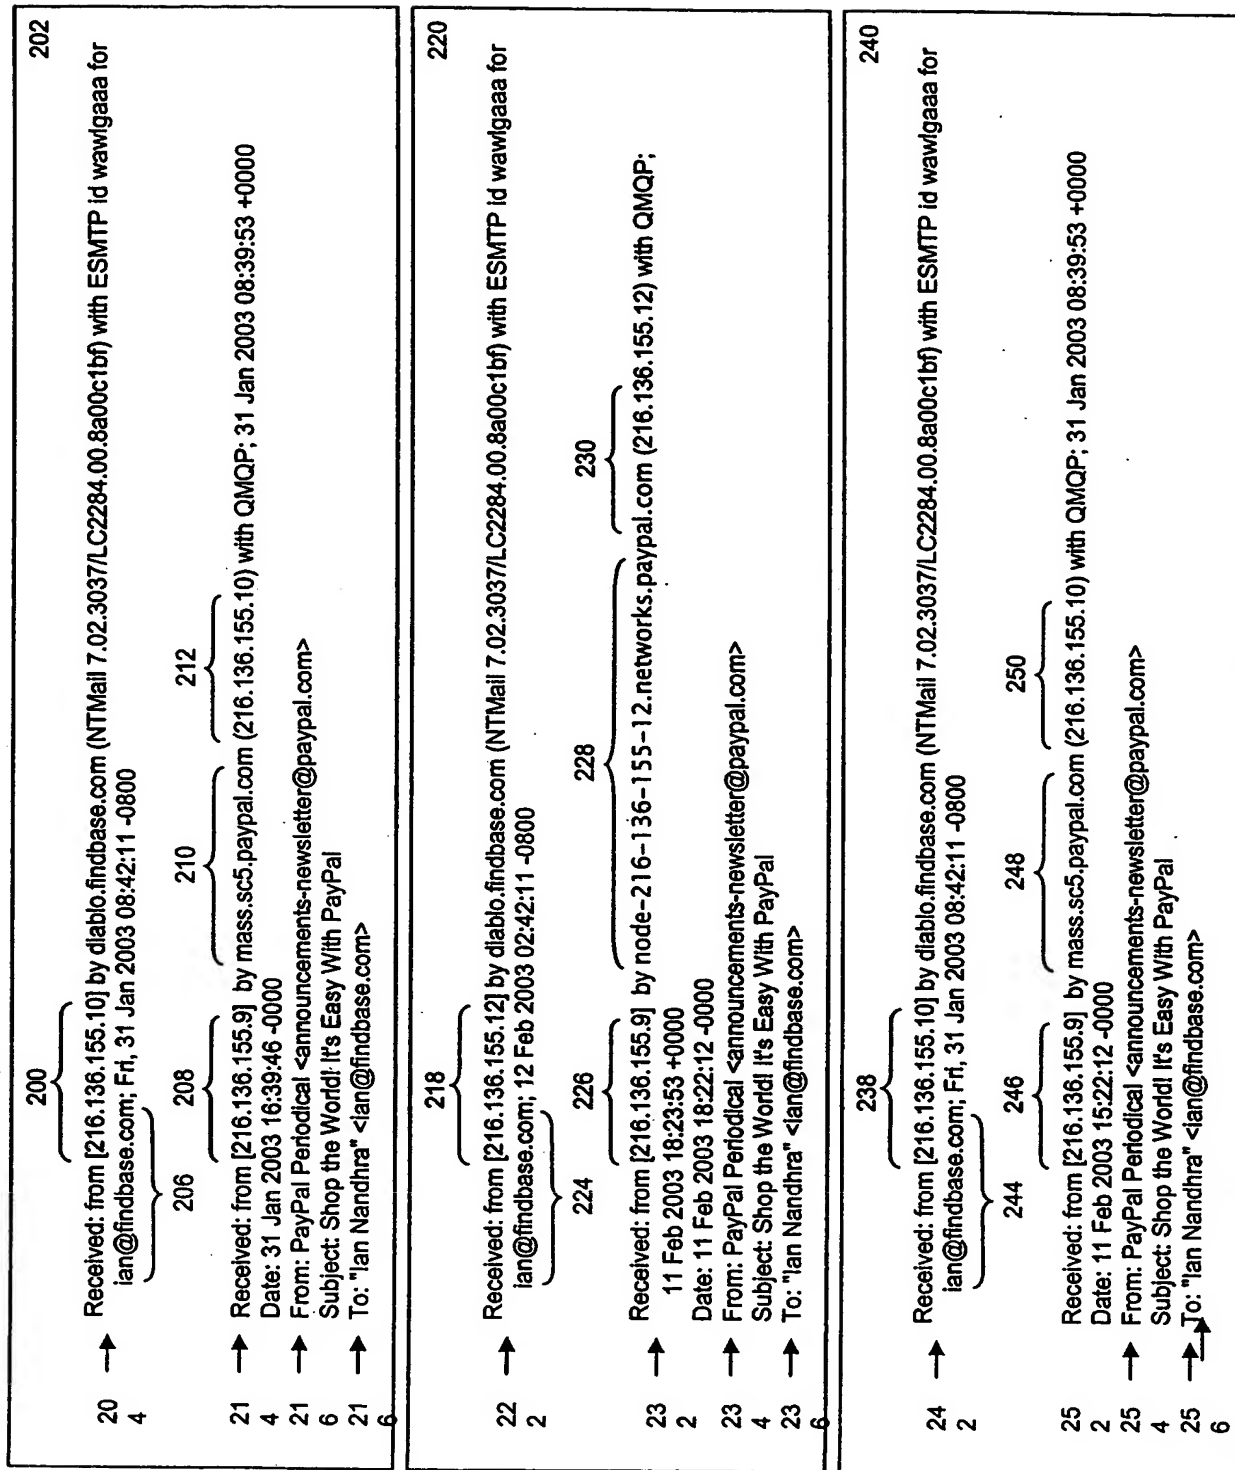 202
200
20
4
Received: from [216.136.155.10] by diablo.findbase.com (NTMail 7.02.3037/LC2284.00.8a00c1bf) with ESMTP id wawlgaaa for
ian@findbase.com; Fri, 31 Jan 2003 08:42:11 -0800
206
208
210
212
21
4
Received: from [216.136.155.9] by mass.sc5.paypal.com (216.136.155.10) with QMQP; 31 Jan 2003 08:39:53 +0000
Date: 31 Jan 2003 16:39:46 -0000
21
6
From: PayPal Periodical <announcements-newsletter@paypal.com>
Subject: Shop the World! It's Easy With PayPal
21
6
To: "Ian Nandhra" <ian@findbase.com>
220
218
22
2
Received: from [216.136.155.12] by diablo.findbase.com (NTMail 7.02.3037/LC2284.00.8a00c1bf) with ESMTP id wawlgaaa for
ian@findbase.com; 12 Feb 2003 02:42:11 -0800
224
226
228
230
23
2
Received: from [216.136.155.9] by node-216-136-155-12.networks.paypal.com (216.136.155.12) with QMQP;
11 Feb 2003 18:23:53 +0000
Date: 11 Feb 2003 18:22:12 -0000
23
4
From: PayPal Periodical <announcements-newsletter@paypal.com>
Subject: Shop the World! It's Easy With PayPal
23
6
To: "Ian Nandhra" <ian@findbase.com>
240
238
24
2
Received: from [216.136.155.10] by diablo.findbase.com (NTMail 7.02.3037/LC2284.00.8a00c1bf) with ESMTP id wawlgaaa for
ian@findbase.com; Fri, 31 Jan 2003 08:42:11 -0800
244
246
248
250
25
2
Received: from [216.136.155.9] by mass.sc5.paypal.com (216.136.155.10) with QMQP; 31 Jan 2003 08:39:53 +0000
Date: 11 Feb 2003 15:22:12 -0000
25
4
From: PayPal Periodical <announcements-newsletter@paypal.com>
Subject: Shop the World! It's Easy With PayPal
25
6
To: "Ian Nandhra" <ian@findbase.com>